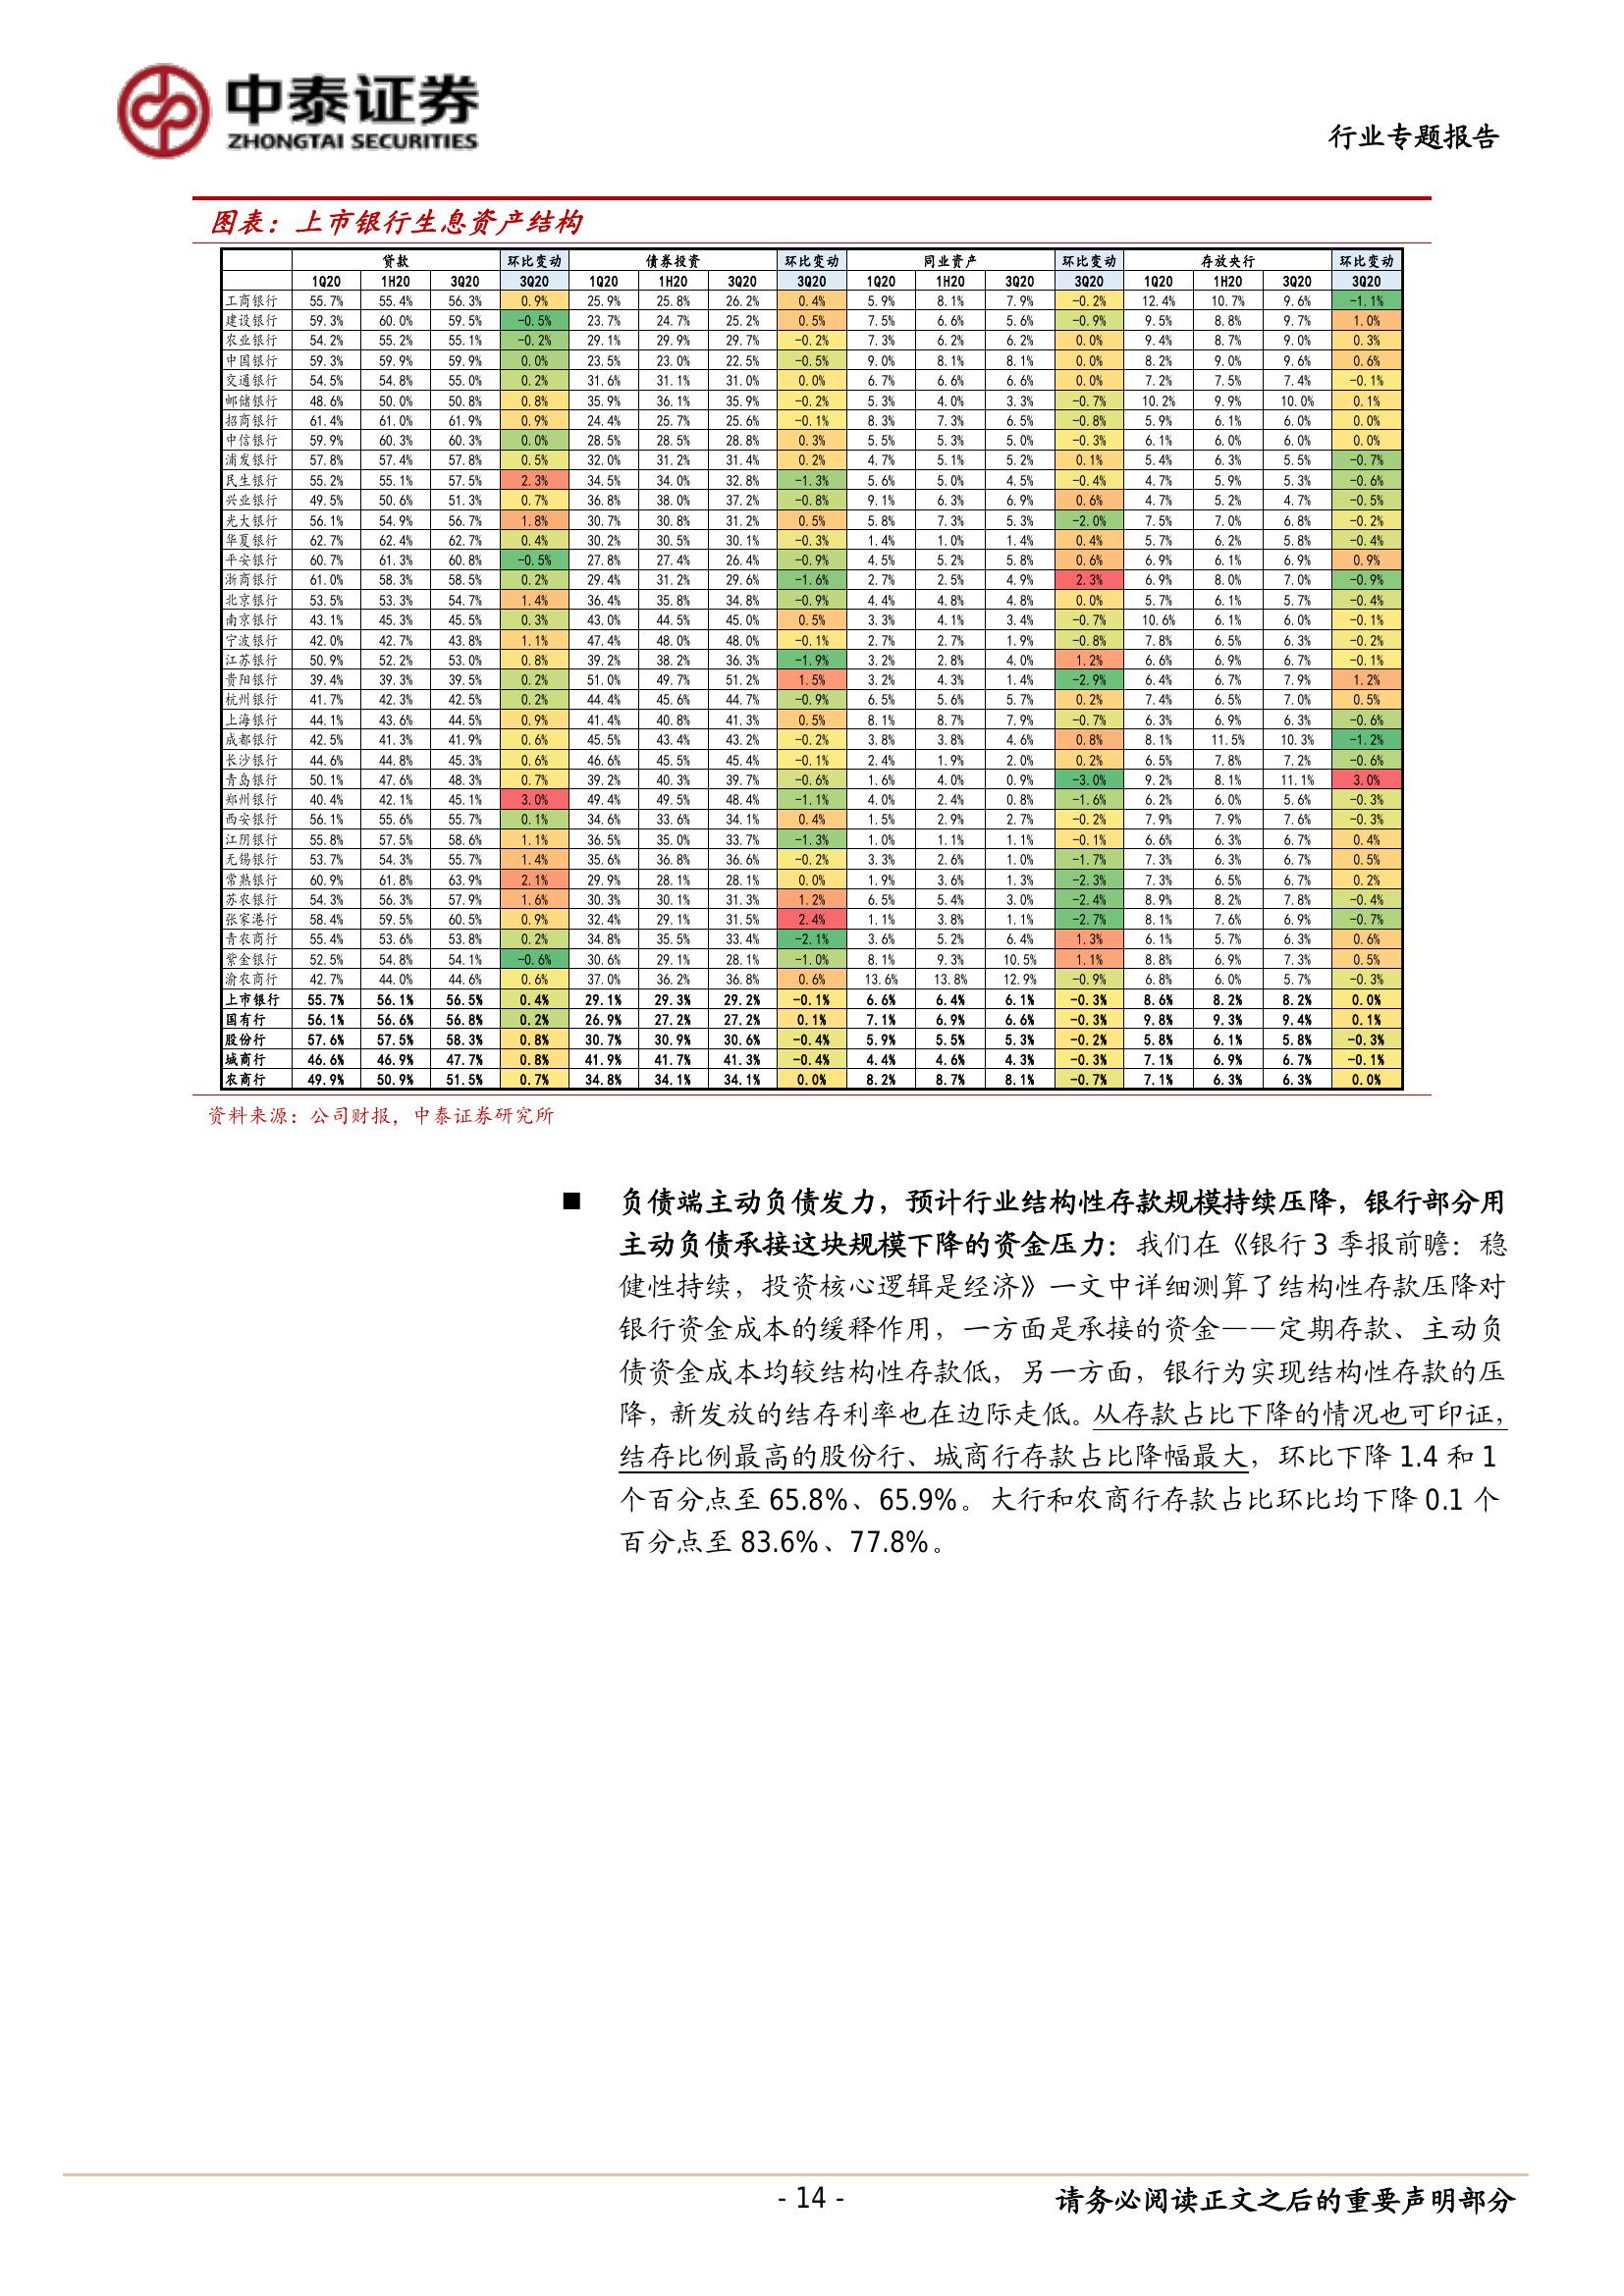 中泰证券
ZHONGTAI SECURITIES
行业专题报告
图表：上市银行生息资产结构
贷款 环比变动 债券投资 环比变动 同业资产 环比变动 存放央行 环比变动
1Q20 1H20 3Q20 3Q20 1Q20 1H20 3Q20 3Q20 1Q20 1H20 3Q20 3Q20 1Q20 1H20 3Q20 3Q20
工商银行 55.7% 55.4% 56.3% 0.9% 25.9% 25.8% 26.2% 0.4% 5.9% 8.1% 7.9% -0.2% 12.4% 10.7% 9.6% -1.1%
建设银行 59.3% 60.0% 59.5% -0.5% 23.7% 24.7% 25.2% 0.5% 7.5% 6.6% 5.6% -0.9% 9.5% 8.8% 9.7% 1.0%
农业银行 54.2% 55.2% 55.1% -0.2% 29.1% 29.9% 29.7% -0.2% 7.3% 6.2% 6.2% 0.0% 9.4% 8.7% 9.0% 0.3%
中国银行 59.3% 59.9% 59.9% 0.0% 23.5% 23.0% 22.5% -0.5% 9.0% 8.1% 8.1% 0.0% 8.2% 9.0% 9.6% 0.6%
交通银行 54.5% 54.8% 55.0% 0.2% 31.6% 31.1% 31.0% 0.0% 6.7% 6.6% 6.6% 0.0% 7.2% 7.5% 7.4% -0.1%
邮储银行 48.6% 50.0% 50.8% 0.8% 35.9% 36.1% 35.9% -0.2% 5.3% 4.0% 3.3% -0.7% 10.2% 9.9% 10.0% 0.1%
招商银行 61.4% 61.0% 61.9% 0.9% 24.4% 25.7% 25.6% -0.1% 8.3% 7.3% 6.5% -0.8% 5.9% 6.1% 6.0% 0.0%
中信银行 59.9% 60.3% 60.3% 0.0% 28.5% 28.5% 28.8% 0.3% 5.5% 5.3% 5.0% -0.3% 6.1% 6.0% 6.0% 0.0%
浦发银行 57.8% 57.4% 57.8% 0.5% 32.0% 31.2% 31.4% 0.2% 4.7% 5.1% 5.2% 0.1% 5.4% 6.3% 5.5% -0.7%
民生银行 55.2% 55.1% 57.5% 2.3% 34.5% 34.0% 32.8% -1.3% 5.6% 5.0% 4.5% -0.4% 4.7% 5.9% 5.3% -0.6%
兴业银行 49.5% 50.6% 51.3% 0.7% 36.8% 38.0% 37.2% -0.8% 9.1% 6.3% 6.9% 0.6% 4.7% 5.2% 4.7% -0.5%
光大银行 56.1% 54.9% 56.7% 1.8% 30.7% 30.8% 31.2% 0.5% 5.8% 7.3% 5.3% -2.0% 7.5% 7.0% 6.8% -0.2%
华夏银行 62.7% 62.4% 62.7% 0.4% 30.2% 30.5% 30.1% -0.3% 1.4% 1.0% 1.4% 0.4% 5.7% 6.2% 5.8% -0.4%
平安银行 60.7% 61.3% 60.8% -0.5% 27.8% 27.4% 26.4% -0.9% 4.5% 5.2% 5.8% 0.6% 6.9% 6.1% 6.9% 0.9%
浙商银行 61.0% 58.3% 58.5% 0.2% 29.4% 31.2% 29.6% -1.6% 2.7% 2.5% 4.9% 2.3% 6.9% 8.0% 7.0% -0.9%
北京银行 53.5% 53.3% 54.7% 1.4% 36.4% 35.8% 34.8% -0.9% 4.4% 4.8% 4.8% 0.0% 5.7% 6.1% 5.7% -0.4%
南京银行 43.1% 45.3% 45.5% 0.3% 43.0% 44.5% 45.0% 0.5% 3.3% 4.1% 3.4% -0.7% 10.6% 6.1% 6.0% -0.1%
宁波银行 42.0% 42.7% 43.8% 1.1% 47.4% 48.0% 48.0% -0.1% 2.7% 2.7% 1.9% -0.8% 7.8% 6.5% 6.3% -0.2%
江苏银行 50.9% 52.2% 53.0% 0.8% 39.2% 38.2% 36.3% -1.9% 3.2% 2.8% 4.0% 1.2% 6.6% 6.9% 6.7% -0.1%
贵阳银行 39.4% 39.3% 39.5% 0.2% 51.0% 49.7% 51.2% 1.5% 3.2% 4.3% 1.4% -2.9% 6.4% 6.7% 7.9% 1.2%
杭州银行 41.7% 42.3% 42.5% 0.2% 44.4% 45.6% 44.7% -0.9% 6.5% 5.6% 5.7% 0.2% 7.4% 6.5% 7.0% 0.5%
上海银行 44.1% 43.6% 44.5% 0.9% 41.4% 40.8% 41.3% 0.5% 8.1% 8.7% 7.9% -0.7% 6.3% 6.9% 6.3% -0.6%
成都银行 42.5% 41.3% 41.9% 0.6% 45.5% 43.4% 43.2% -0.2% 3.8% 3.8% 4.6% 0.8% 8.1% 11.5% 10.3% -1.2%
长沙银行 44.6% 44.8% 45.3% 0.6% 46.6% 45.5% 45.4% -0.1% 2.4% 1.9% 2.0% 0.2% 6.5% 7.8% 7.2% -0.6%
青岛银行 50.1% 47.6% 48.3% 0.7% 39.2% 40.3% 39.7% -0.6% 1.6% 4.0% 0.9% -3.0% 9.2% 8.1% 11.1% 3.0%
郑州银行 40.4% 42.1% 45.1% 3.0% 49.4% 49.5% 48.4% -1.1% 4.0% 2.4% 0.8% -1.6% 6.2% 6.0% 5.6% -0.3%
西安银行 56.1% 55.6% 55.7% 0.1% 34.6% 33.6% 34.1% 0.4% 1.5% 2.9% 2.7% -0.2% 7.9% 7.9% 7.6% -0.3%
江阴银行 55.8% 57.5% 58.6% 1.1% 36.5% 35.0% 33.7% -1.3% 1.0% 1.1% 1.1% -0.1% 6.6% 6.3% 6.7% 0.4%
无锡银行 53.7% 54.3% 55.7% 1.4% 35.6% 36.8% 36.6% -0.2% 3.3% 2.6% 1.0% -1.7% 7.3% 6.3% 6.7% 0.5%
常熟银行 60.9% 61.8% 63.9% 2.1% 29.9% 28.1% 28.1% 0.0% 1.9% 3.6% 1.3% -2.3% 7.3% 6.5% 6.7% 0.2%
苏农银行 54.3% 56.3% 57.9% 1.6% 30.3% 30.1% 31.3% 1.2% 6.5% 5.4% 3.0% -2.4% 8.9% 8.2% 7.8% -0.4%
张家港行 58.4% 59.5% 60.5% 0.9% 32.4% 29.1% 31.5% 2.4% 1.1% 3.8% 1.1% -2.7% 8.1% 7.6% 6.9% -0.7%
青农商行 55.4% 53.6% 53.8% 0.2% 34.8% 35.5% 33.4% -2.1% 3.6% 5.2% 6.4% 1.3% 6.1% 5.7% 6.3% 0.6%
紫金银行 52.5% 54.8% 54.1% -0.6% 30.6% 29.1% 28.1% -1.0% 8.1% 9.3% 10.5% 1.1% 8.8% 6.9% 7.3% 0.5%
渝农商行 42.7% 44.0% 44.6% 0.6% 37.0% 36.2% 36.8% 0.6% 13.6% 13.8% 12.9% -0.9% 6.8% 6.0% 5.7% -0.3%
上市银行 55.7% 56.1% 56.5% 0.4% 29.1% 29.3% 29.2% -0.1% 6.6% 6.4% 6.1% -0.3% 8.6% 8.2% 8.2% 0.0%
国有行 56.1% 56.6% 56.8% 0.2% 26.9% 27.2% 27.2% 0.1% 7.1% 6.9% 6.6% -0.3% 9.8% 9.3% 9.4% 0.1%
股份行 57.6% 57.5% 58.3% 0.8% 30.7% 30.9% 30.6% -0.4% 5.9% 5.5% 5.3% -0.2% 5.8% 6.1% 5.8% -0.3%
城商行 46.6% 46.9% 47.7% 0.8% 41.9% 41.7% 41.3% -0.4% 4.4% 4.6% 4.3% -0.3% 7.1% 6.9% 6.7% -0.1%
农商行 49.9% 50.9% 51.5% 0.7% 34.8% 34.1% 34.1% 0.0% 8.2% 8.7% 8.1% -0.7% 7.1% 6.3% 6.3% 0.0%
资料来源：公司财报，中泰证券研究所
■ 负债端主动负债发力，预计行业结构性存款规模持续压降，银行部分用
主动负债承接这块规模下降的资金压力：我们在《银行 3 季报前瞻：稳
健性持续，投资核心逻辑是经济》一文中详细测算了结构性存款压降对
银行资金成本的缓释作用，一方面是承接的资金——定期存款、主动负
债资金成本均较结构性存款低，另一方面，银行为实现结构性存款的压
降，新发放的结存利率也在边际走低。从存款占比下降的情况也可印证，
结存比例最高的股份行、城商行存款占比降幅最大，环比下降 1.4 和 1
个百分点至 65.8%、65.9%。大行和农商行存款占比环比均下降 0.1 个
百分点至 83.6%、77.8%。
- 14 -
请务必阅读正文之后的重要声明部分